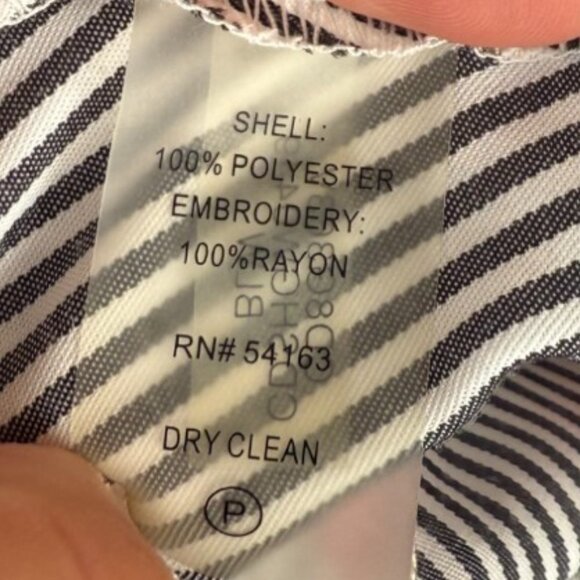 SHELL:
100% POLYESTER
EMBROIDERY:
100%RAYON
RN# 54163
DRY CLEAN
P